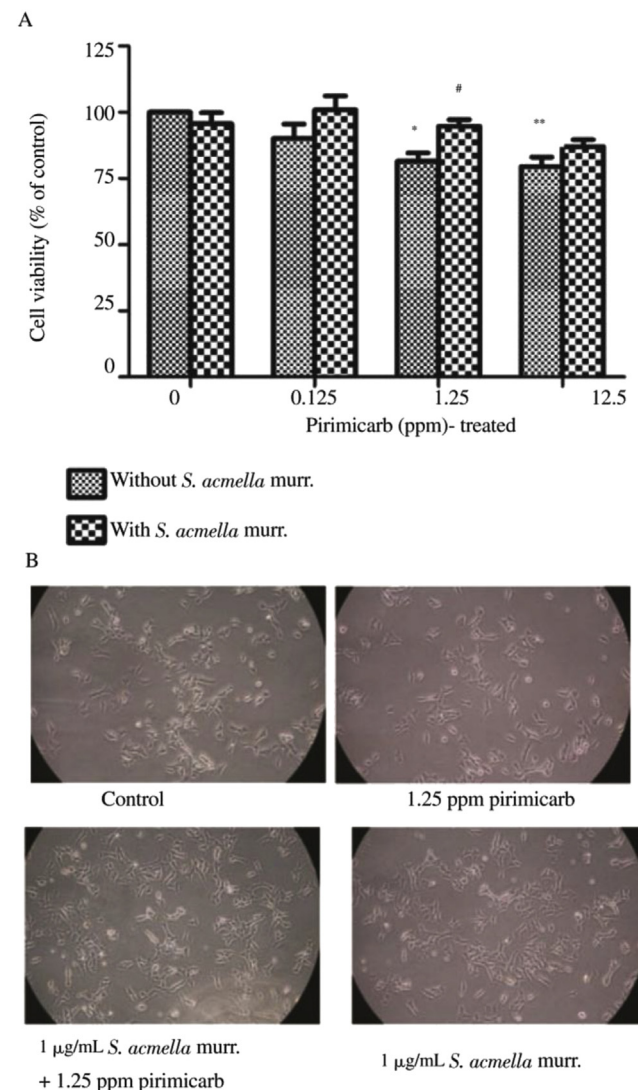 A
125
100
75
50
25
0
Cell viability (% of control)
*
#
**
0 0.125 1.25 12.5
Pirimicarb (ppm)- treated
Without S. acmella murr.
With S. acmella murr.
B
Control
1.25 ppm pirimicarb
1 μg/mL S. acmella murr.
+ 1.25 ppm pirimicarb
1 μg/mL S. acmella murr.